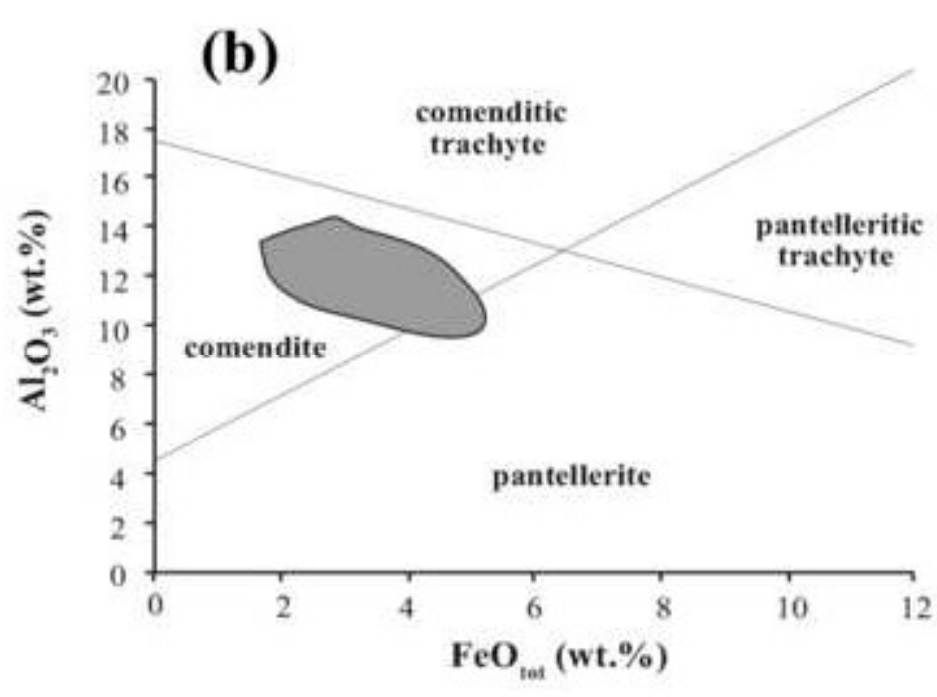 (b)
20
18
16
14
12
10
8
6
4
2
0
Al₂O₃ (wt.%)
comenditic
trachyte
pantelleritic
trachyte
comendite
pantellerite
0 2 4 6 8 10 12
FeOtot (wt.%)